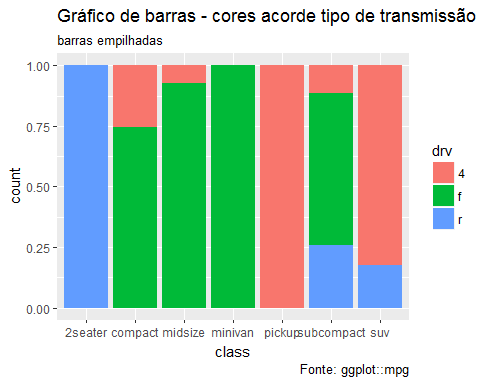 Gráfico de barras - cores acorde tipo de transmissão
barras empilhadas
1.00
0.75
0.50
0.25
0.00
count
2seater compact midsize minivan pickup subcompact suv
class
drv
4
f
r
Fonte: ggplot::mpg